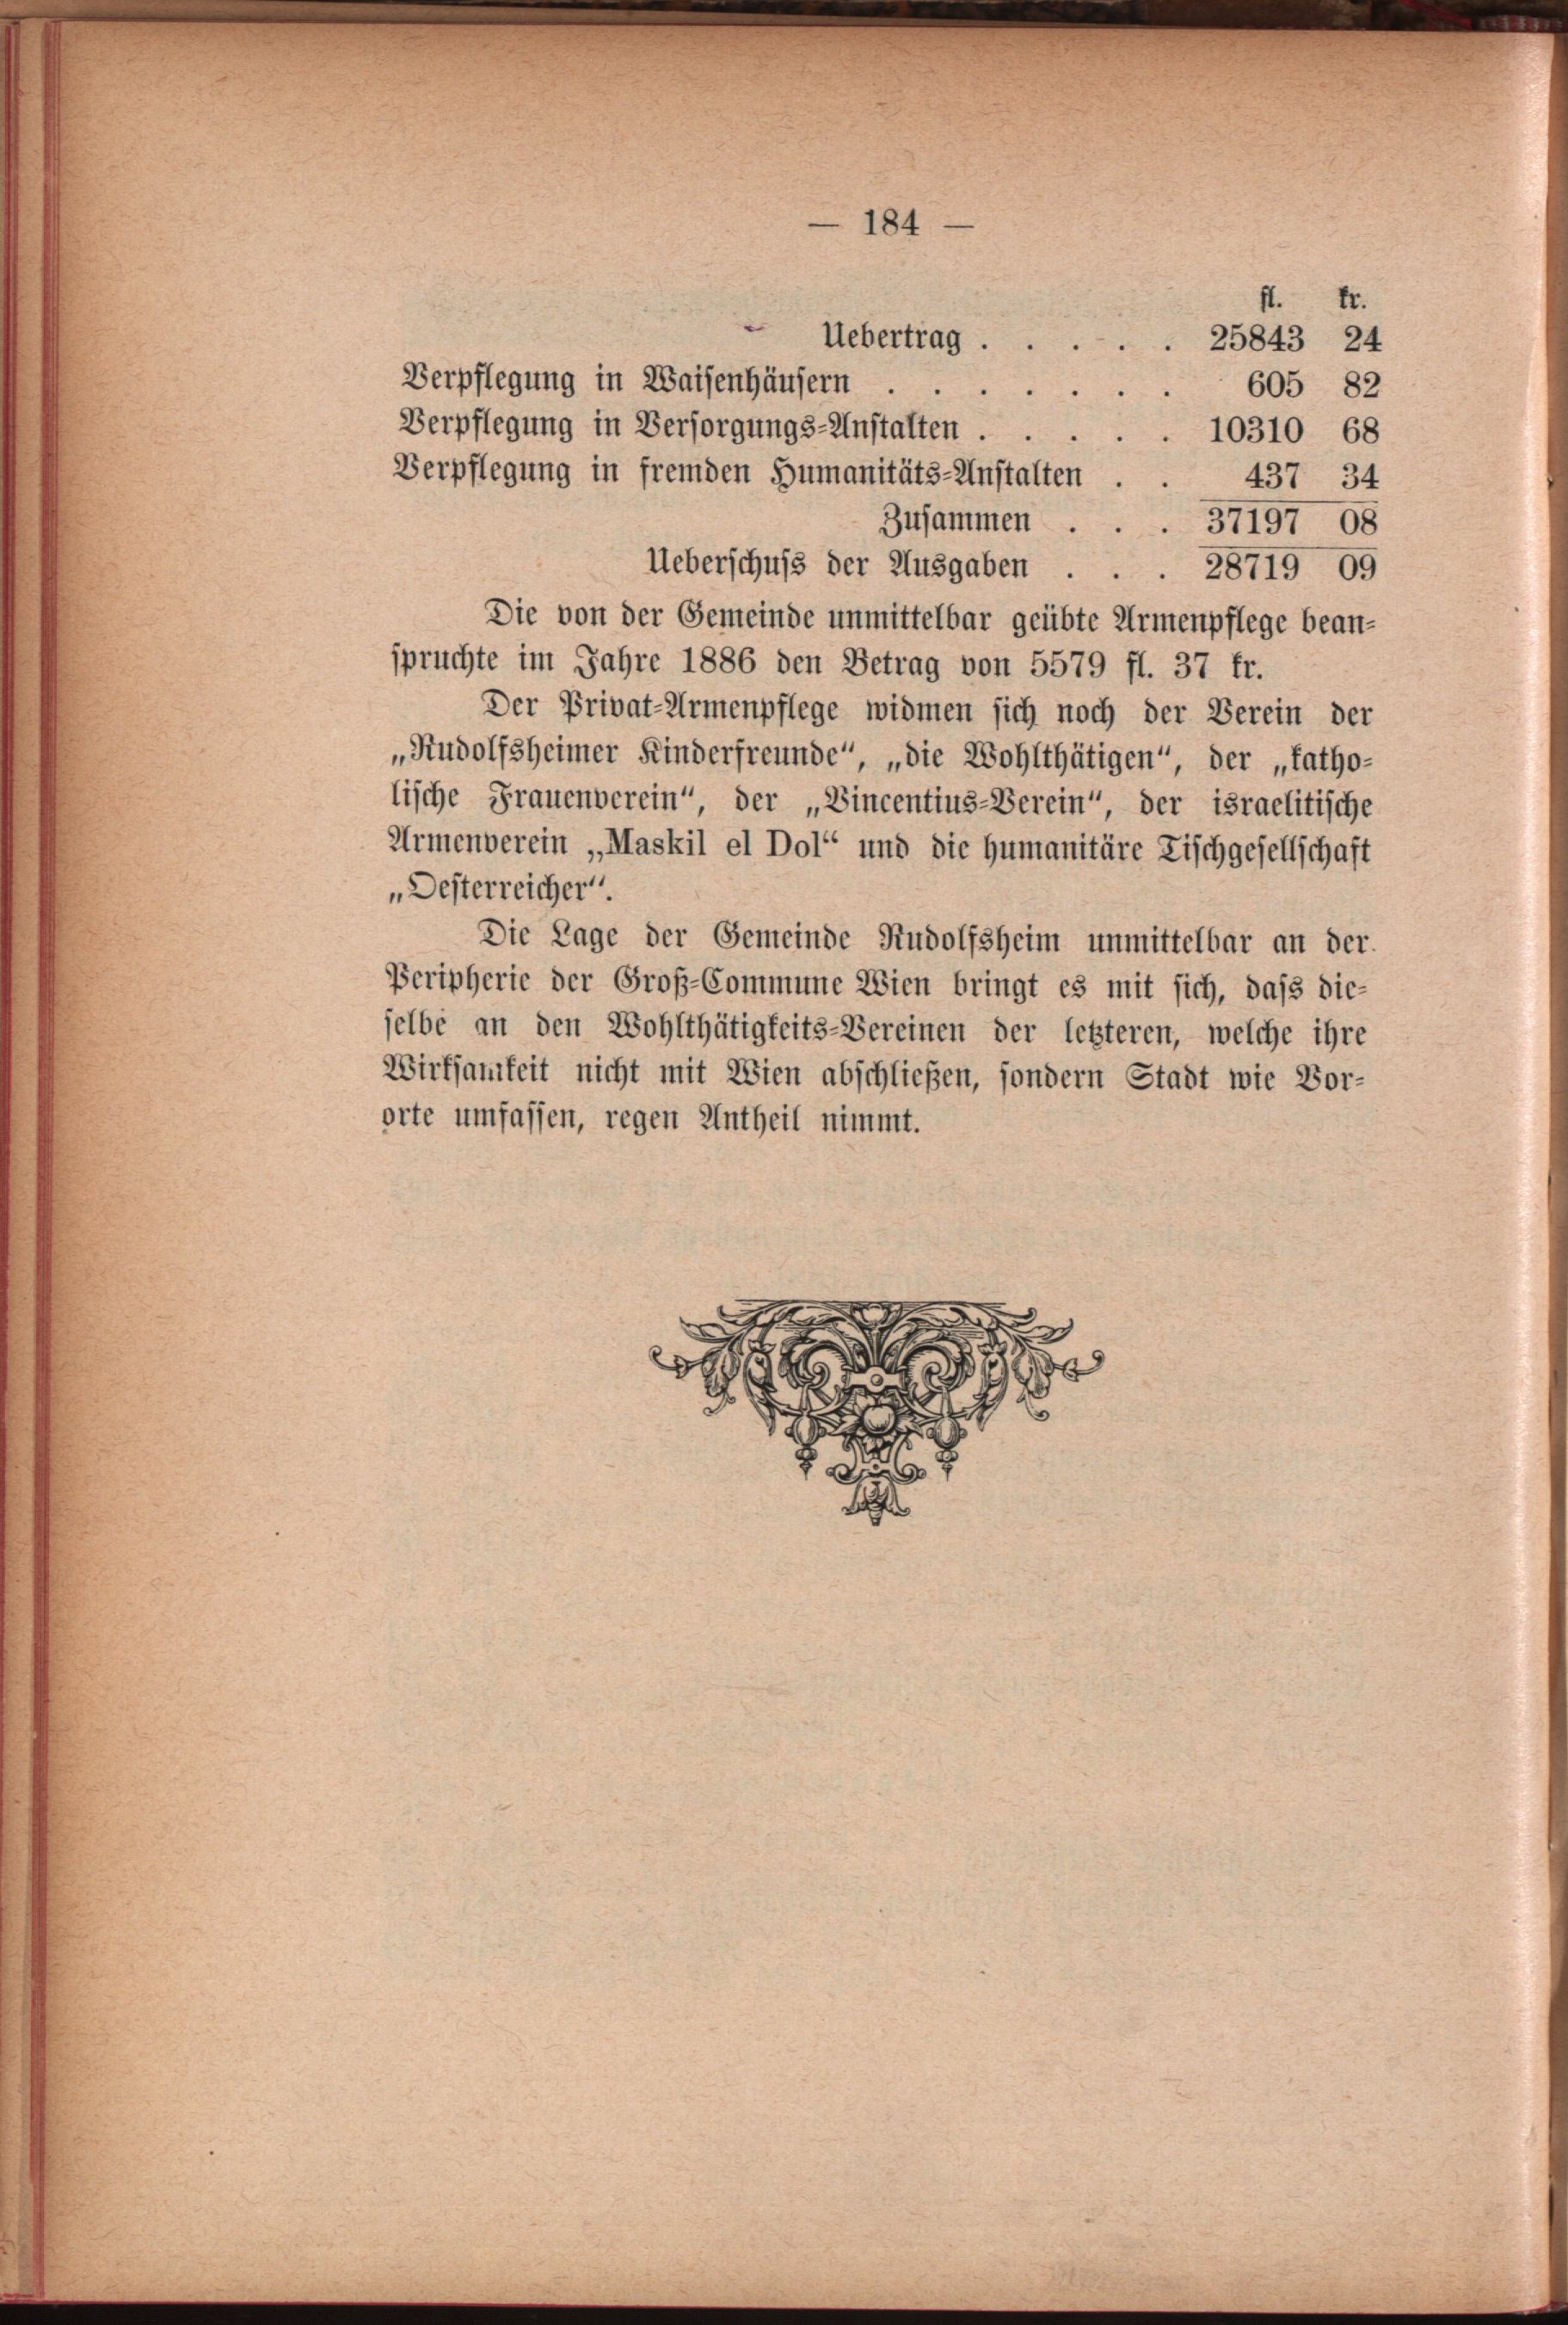 — 184 —
fl. kr.
Uebertrag . . . . . 25843 24
Verpflegung in Waisenhäusern . . . . . . . 605 82
Verpflegung in Versorgungs-Anstalten . . . . . 10310 68
Verpflegung in fremden Humanitäts-Anstalten . . 437 34
Zusammen . . . 37197 08
Ueberschuss der Ausgaben . . . 28719 09
Die von der Gemeinde unmittelbar geübte Armenpflege bean-
spruchte im Jahre 1886 den Betrag von 5579 fl. 37 kr.
Der Privat-Armenpflege widmen sich noch der Verein der
„Rudolfsheimer Kinderfreunde“, „die Wohlthätigen“, der „katho-
lische Frauenverein“, der „Vincentius-Verein“, der israelitische
Armenverein „Maskil el Dol“ und die humanitäre Tischgesellschaft
„Oesterreicher“.
Die Lage der Gemeinde Rudolfsheim unmittelbar an der
Peripherie der Groß-Commune Wien bringt es mit sich, dass die-
selbe an den Wohlthätigkeits-Vereinen der letzteren, welche ihre
Wirksamkeit nicht mit Wien abschließen, sondern Stadt wie Vor-
orte umfassen, regen Antheil nimmt.